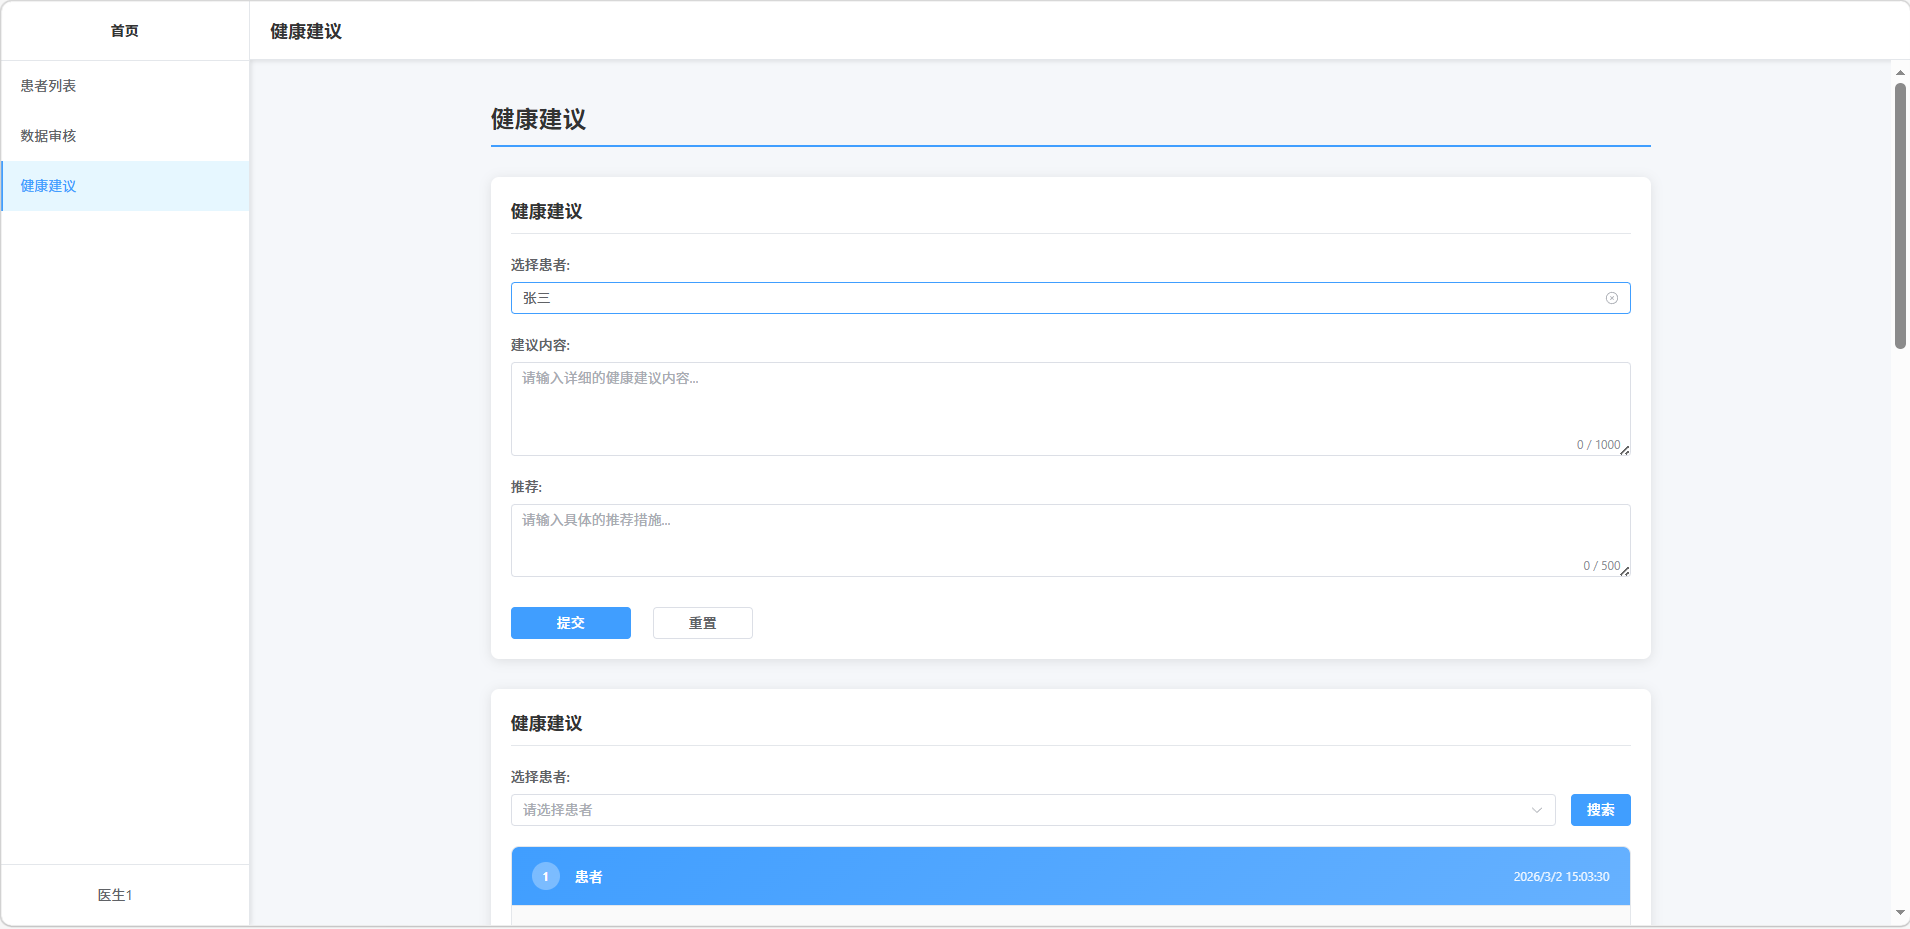 首页
健康建议
患者列表
数据审核
健康建议
健康建议
健康建议
选择患者:
张三
建议内容:
请输入详细的健康建议内容...
0 / 1000
推荐:
请输入具体的推荐措施...
0 / 500
提交 重置
健康建议
选择患者:
请选择患者 搜索
1 患者 2026/3/2 15:03:30
医生1